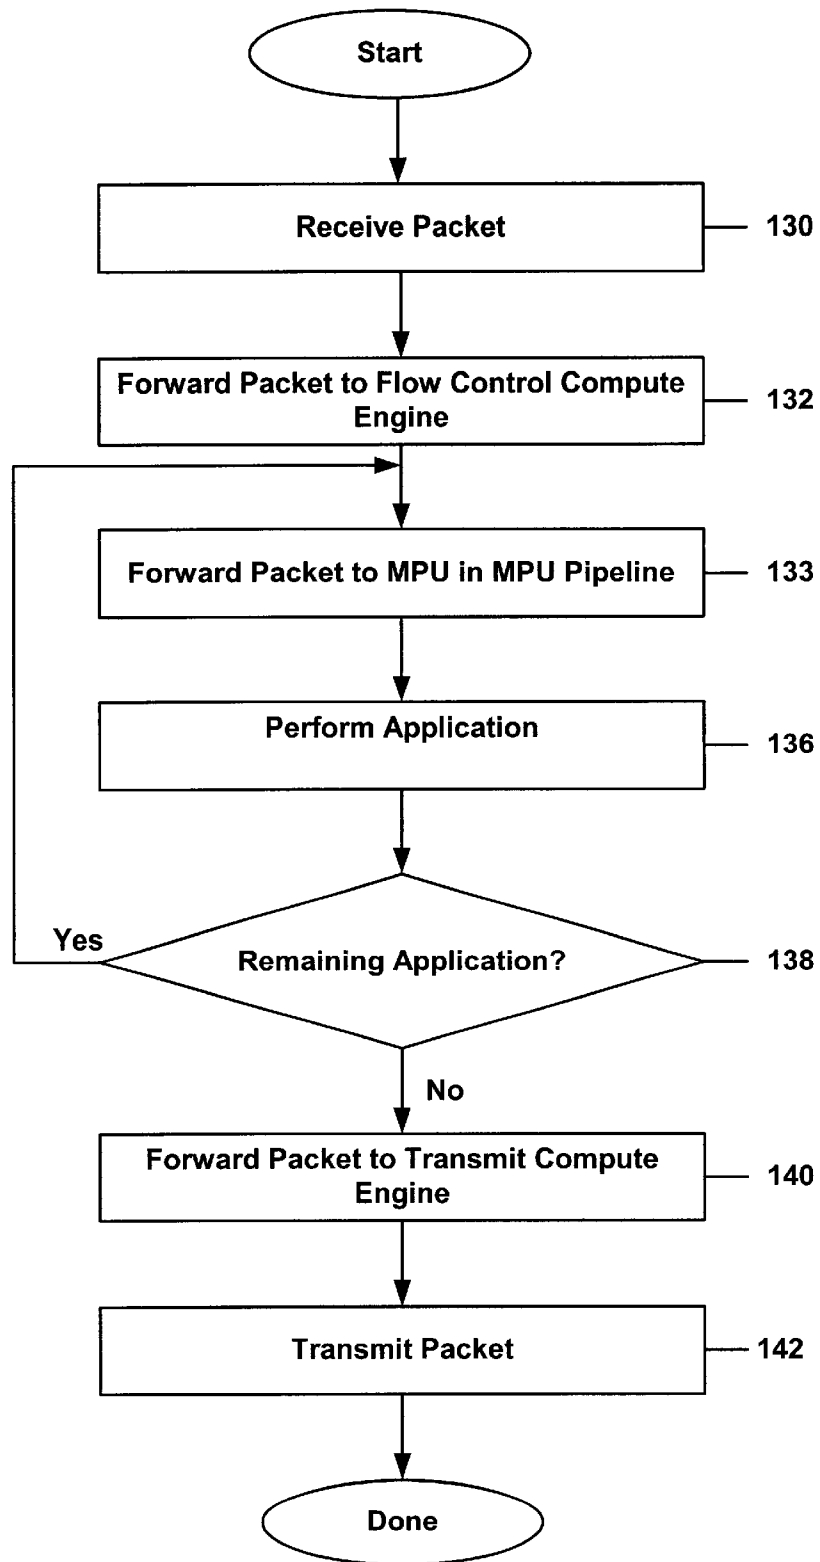 Start
Receive Packet
130
Forward Packet to Flow Control Compute
Engine
132
Forward Packet to MPU in MPU Pipeline
133
Perform Application
136
Yes
Remaining Application?
138
No
Forward Packet to Transmit Compute
Engine
140
Transmit Packet
142
Done